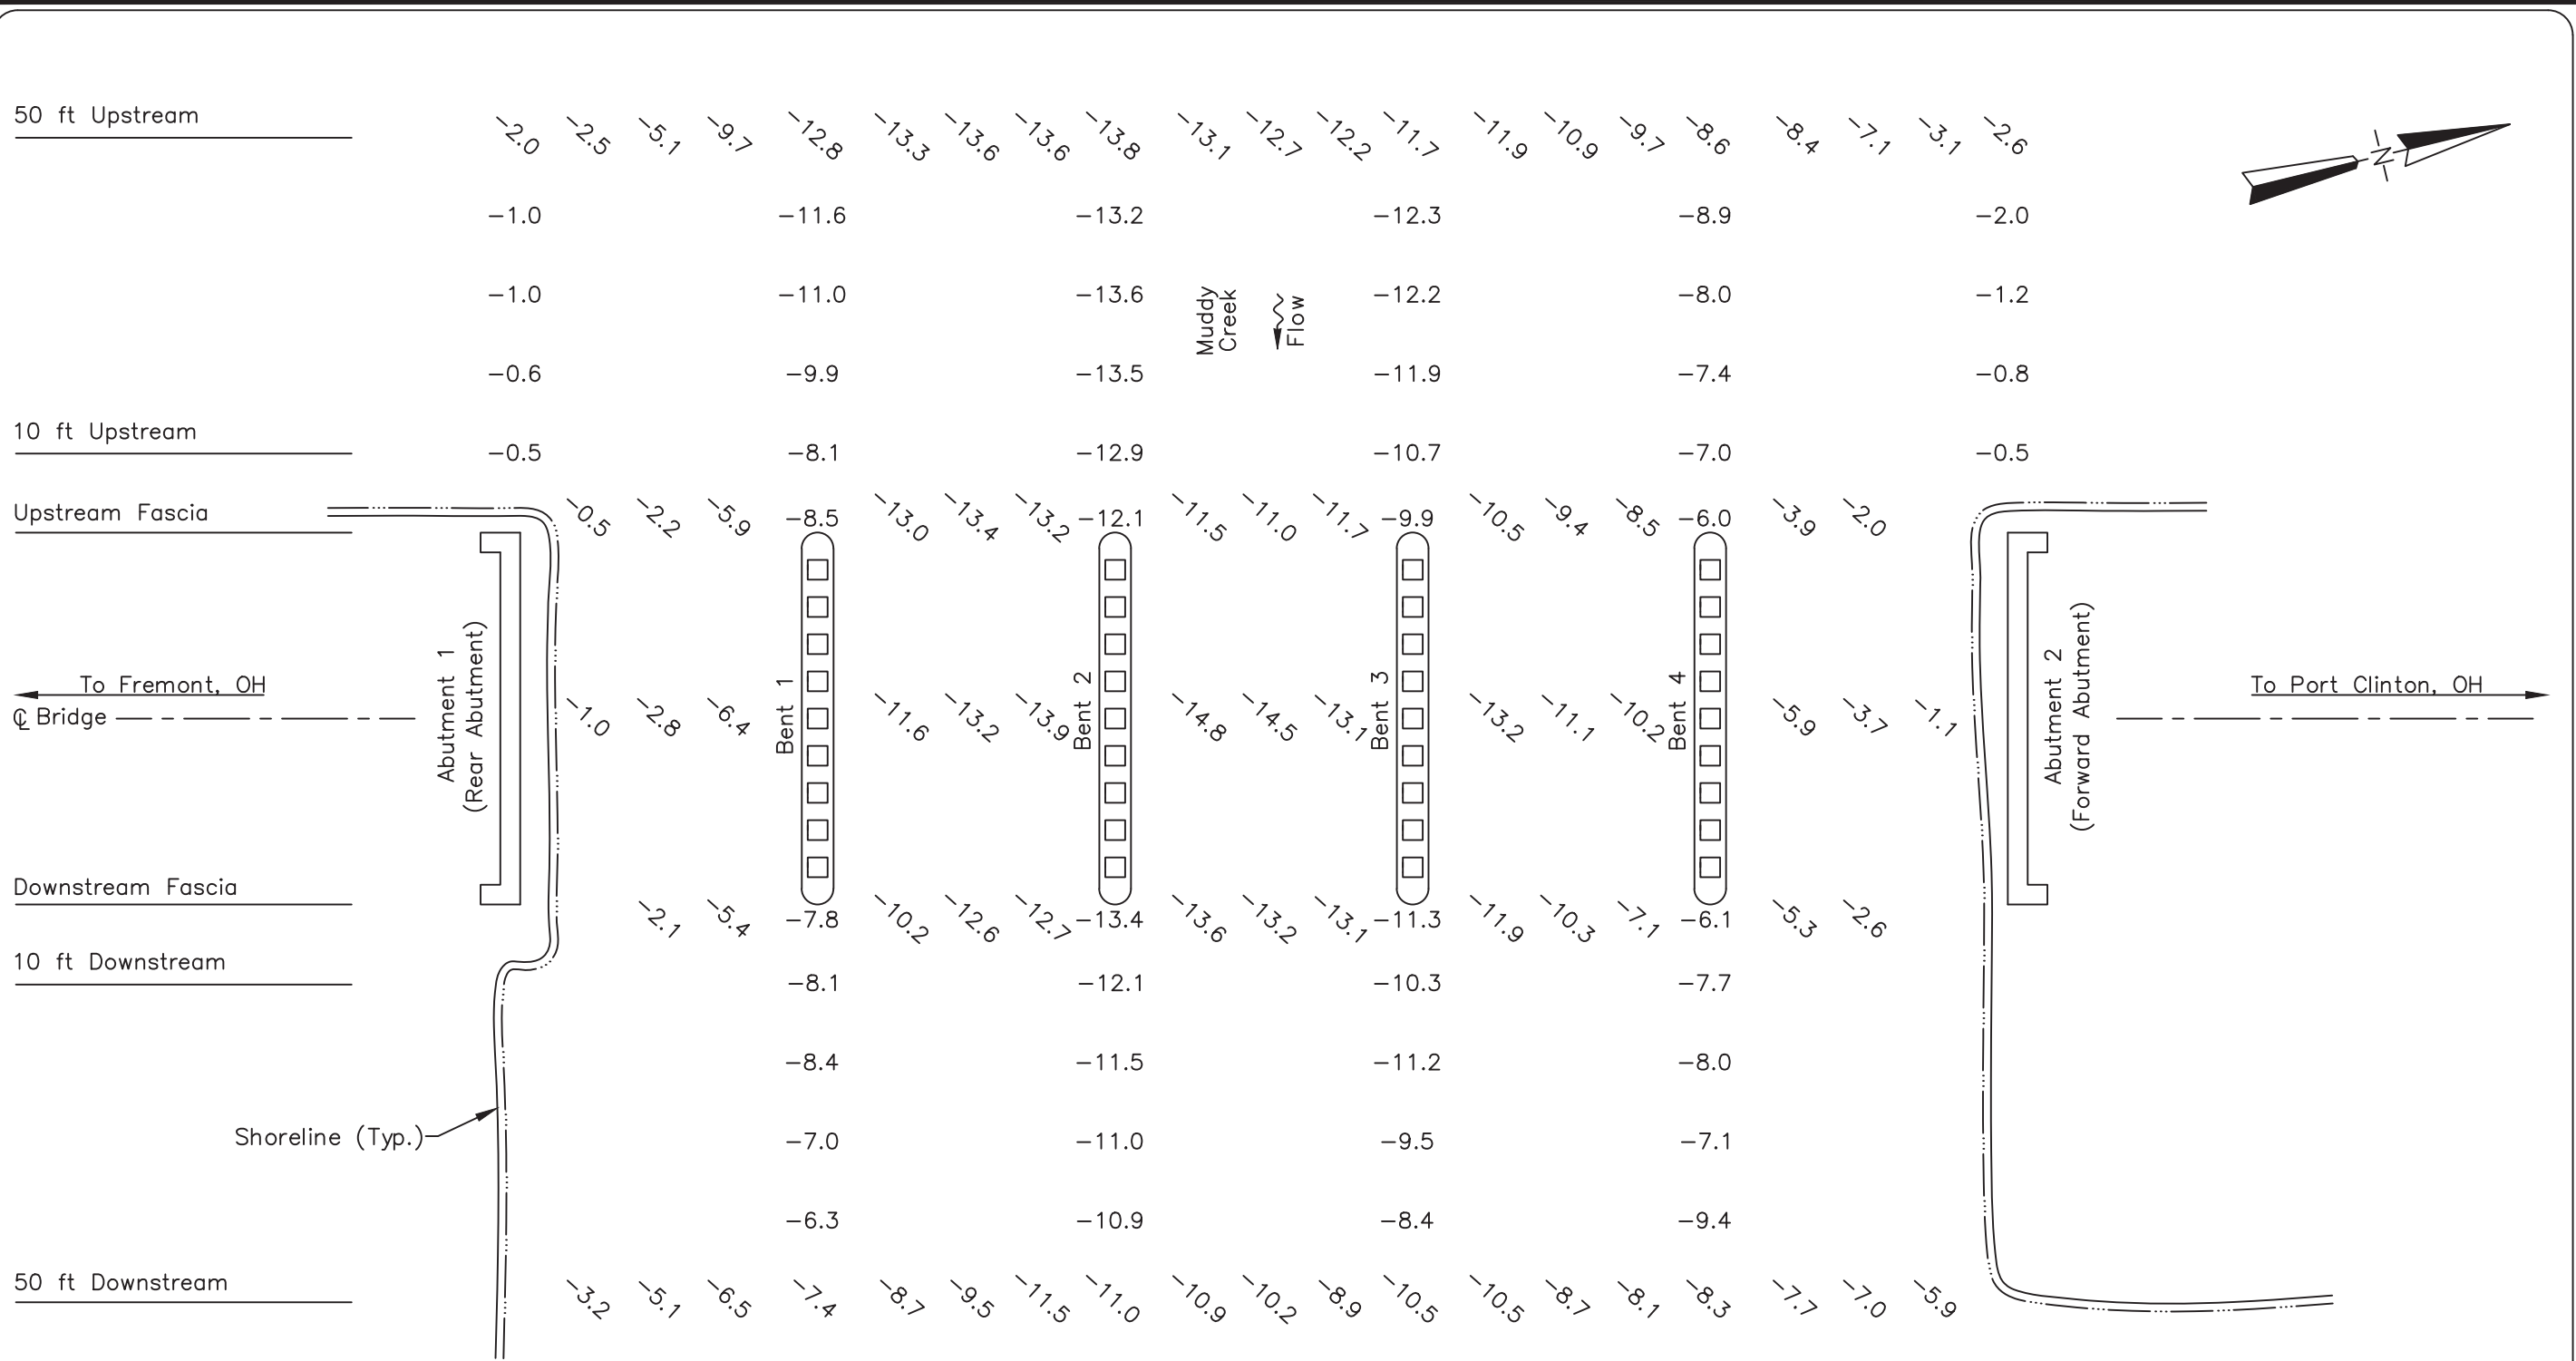 50 ft Upstream
-2.0 -2.5 -5.1 -9.7 -12.8 -13.3 -13.6 -13.6 -13.8 -13.1 -12.7 -12.2 -11.7 -11.9 -10.9 -9.7 -8.6 -8.4 -7.1 -3.1 -2.6
N
-1.0 -11.6 -13.2 -12.3 -8.9 -2.0
-1.0 -11.0 -13.6 -12.2 -8.0 -1.2
Muddy
Creek
Flow
-0.6 -9.9 -13.5 -11.9 -7.4 -0.8
10 ft Upstream
-0.5 -8.1 -12.9 -10.7 -7.0 -0.5
Upstream Fascia
-0.5 -2.2 -5.9 -8.5 -13.0 -13.4 -13.2 -12.1 -11.5 -11.0 -11.7 -9.9 -10.5 -9.4 -8.5 -6.0 -3.9 -2.0
To Fremont, OH
℄ Bridge
Abutment 1
(Rear Abutment)
-1.0 -2.8 -6.4
Bent 1
-11.6 -13.2 -13.9
Bent 2
-14.8 -14.5 -13.1
Bent 3
-13.2 -11.1 -10.2
Bent 4
-5.9 -3.7 -1.1
Abutment 2
(Forward Abutment)
To Port Clinton, OH
Downstream Fascia
-2.1 -5.4 -7.8 -10.2 -12.6 -12.7 -13.4 -13.6 -13.2 -13.1 -11.3 -11.9 -10.3 -7.1 -6.1 -5.3 -2.6
10 ft Downstream
-8.1 -12.1 -10.3 -7.7
-8.4 -11.5 -11.2 -8.0
Shoreline (Typ.)
-7.0 -11.0 -9.5 -7.1
-6.3 -10.9 -8.4 -9.4
50 ft Downstream
-3.2 -5.1 -6.5 -7.4 -8.7 -9.5 -11.5 -11.0 -10.9 -10.2 -8.9 -10.5 -10.5 -8.7 -8.1 -8.3 -7.7 -7.0 -5.9